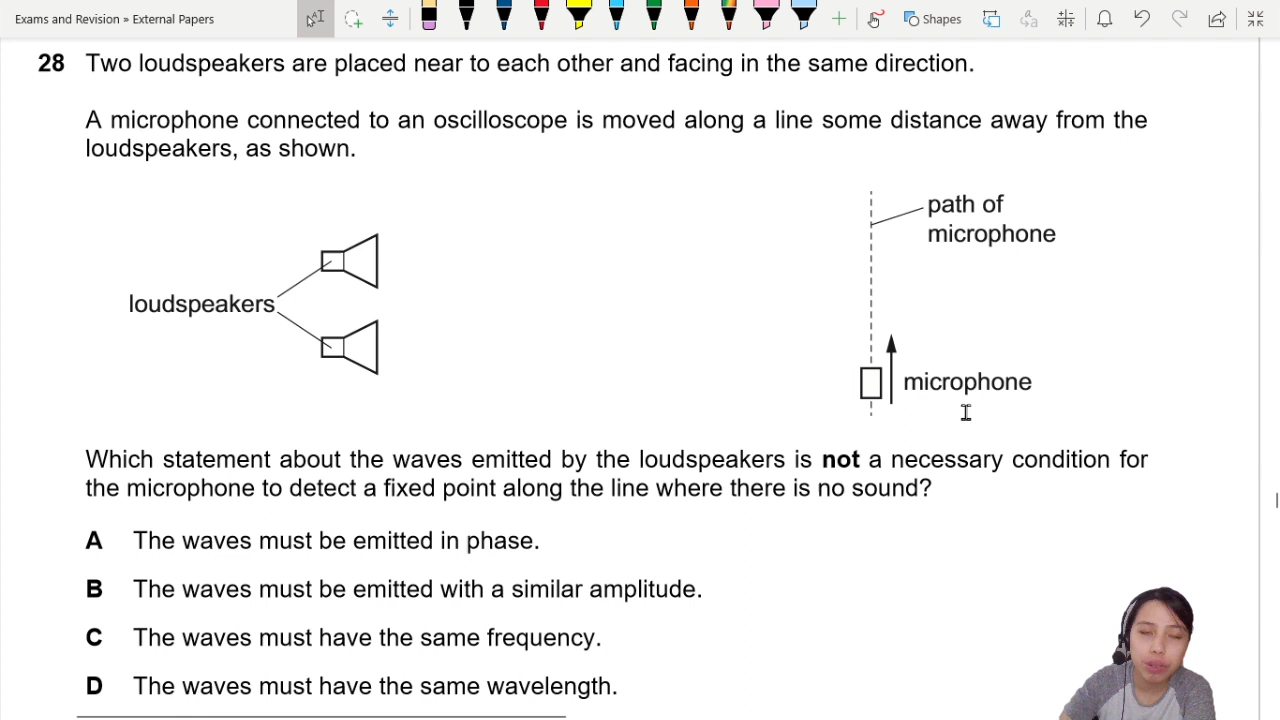 Exams and Revision » External Papers
Shapes
28 Two loudspeakers are placed near to each other and facing in the same direction.
A microphone connected to an oscilloscope is moved along a line some distance away from the
loudspeakers, as shown.
path of
microphone
loudspeakers
microphone
Which statement about the waves emitted by the loudspeakers is not a necessary condition for
the microphone to detect a fixed point along the line where there is no sound?
A The waves must be emitted in phase.
B The waves must be emitted with a similar amplitude.
C The waves must have the same frequency.
D The waves must have the same wavelength.